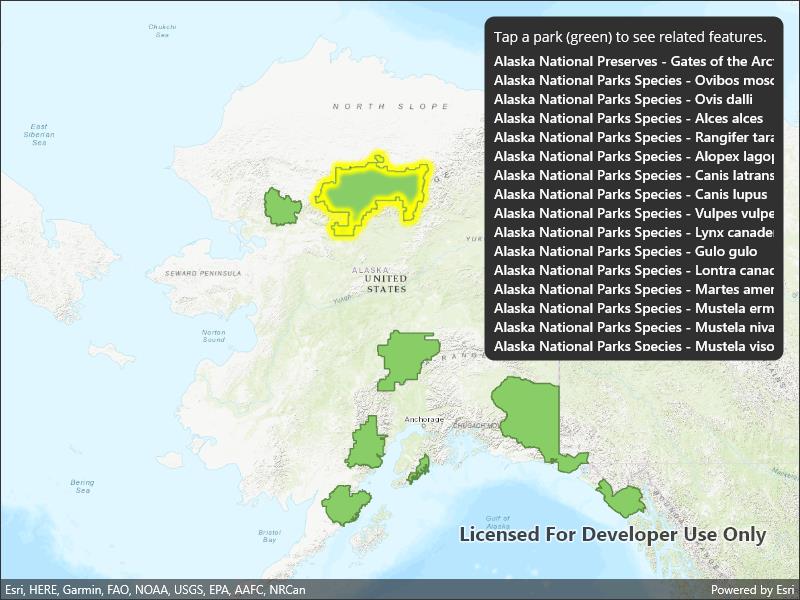 Chukchi
Sea
Tap a park (green) to see related features.
Alaska National Preserves - Gates of the Arc
Alaska National Parks Species - Ovibos mosc
Alaska National Parks Species - Ovis dalli
Alaska National Parks Species - Alces alces
Alaska National Parks Species - Rangifer tara
Alaska National Parks Species - Alopex lagop
Alaska National Parks Species - Canis latrans
Alaska National Parks Species - Canis lupus
Alaska National Parks Species - Vulpes vulpe
Alaska National Parks Species - Lynx canade
Alaska National Parks Species - Gulo gulo
Alaska National Parks Species - Lontra canad
Alaska National Parks Species - Martes amer
Alaska National Parks Species - Mustela erm
Alaska National Parks Species - Mustela niva
Alaska National Parks Species - Mustela viso
NORTH SLOPE
East
Siberian
Sea
SEWARD PENINSULA
ALASKA
UNITED
STATES
Yukon
Norton
Sound
RANGE
Anchorage
Bering
Sea
Bristol
Bay
Gulf of
Alaska
Licensed For Developer Use Only
Esri, HERE, Garmin, FAO, NOAA, USGS, EPA, AAFC, NRCan
Powered by Esri